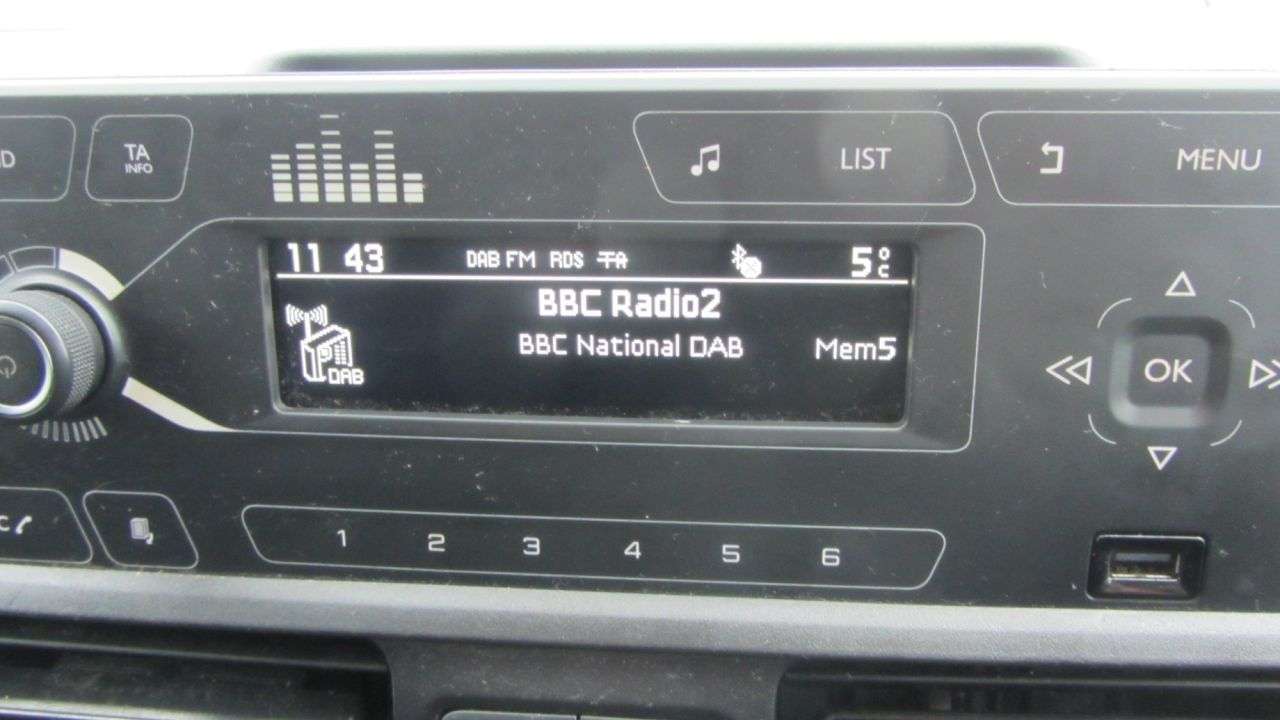 TA
INFO
LIST
MENU
11 43
DAB FM RDS TA
5°C
BBC Radio2
BBC National DAB
Mem5
DAB
OK
1 2 3 4 5 6